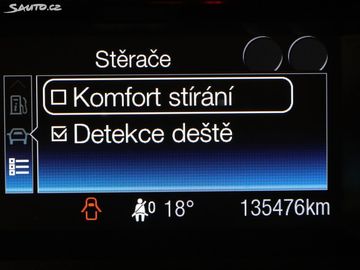 Sauto.cz
Stěrače
Komfort stírání
Detekce deště
0 18° 135476km